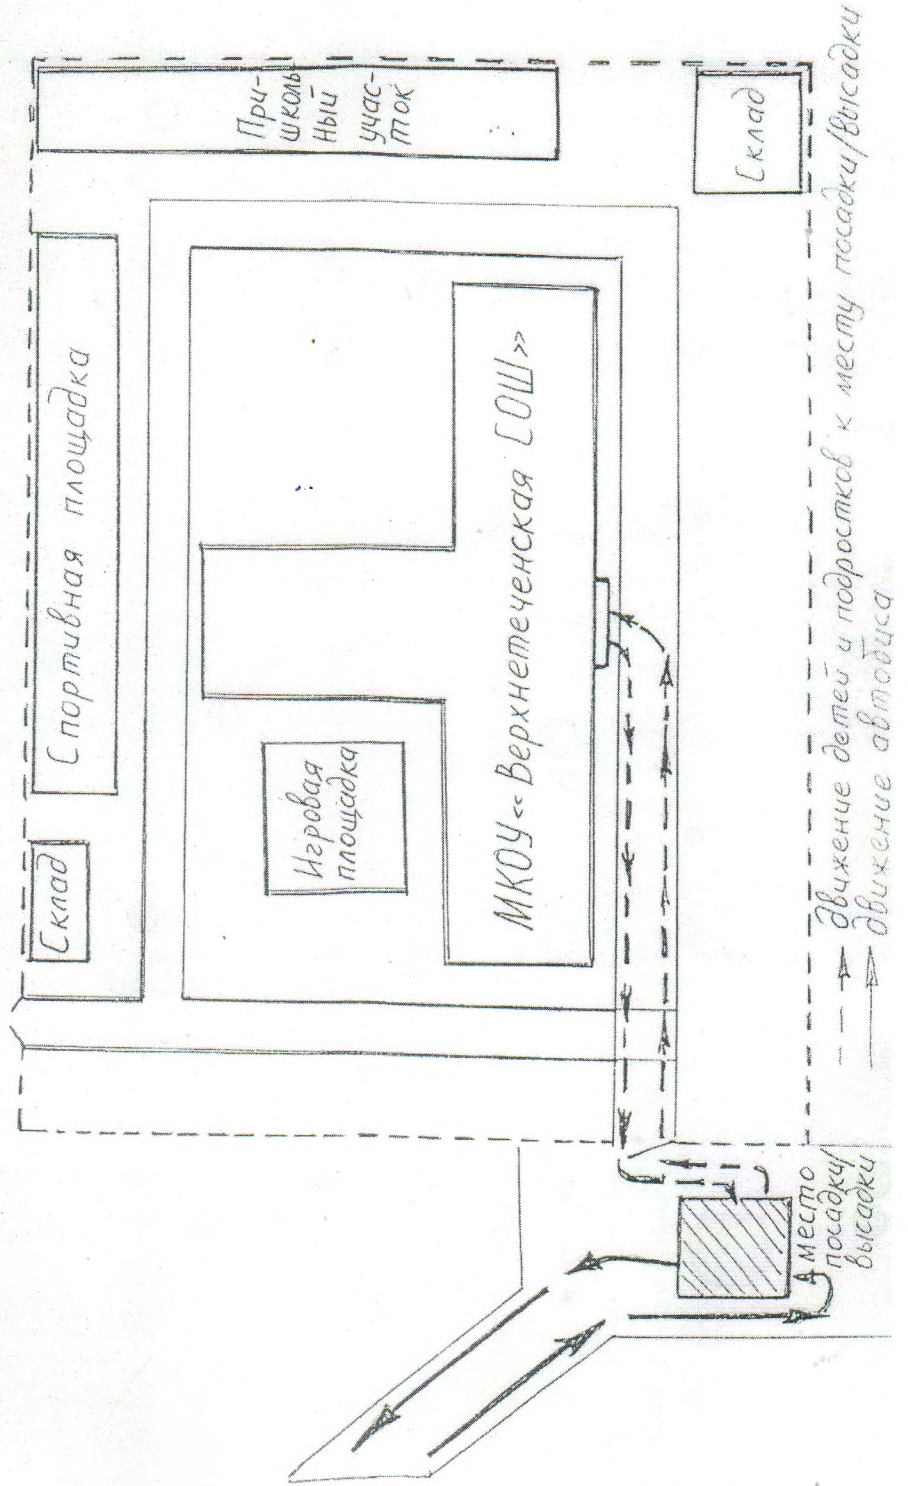 Склад
Спортивная площадка
При-
школь
ный
учас-
ток
Игровая
площадка
МКОУ «Верхнетеченская СОШ»
Склад
место
посадки/
высадки
движение детей и подростков к месту посадки/высадки
движение автобуса